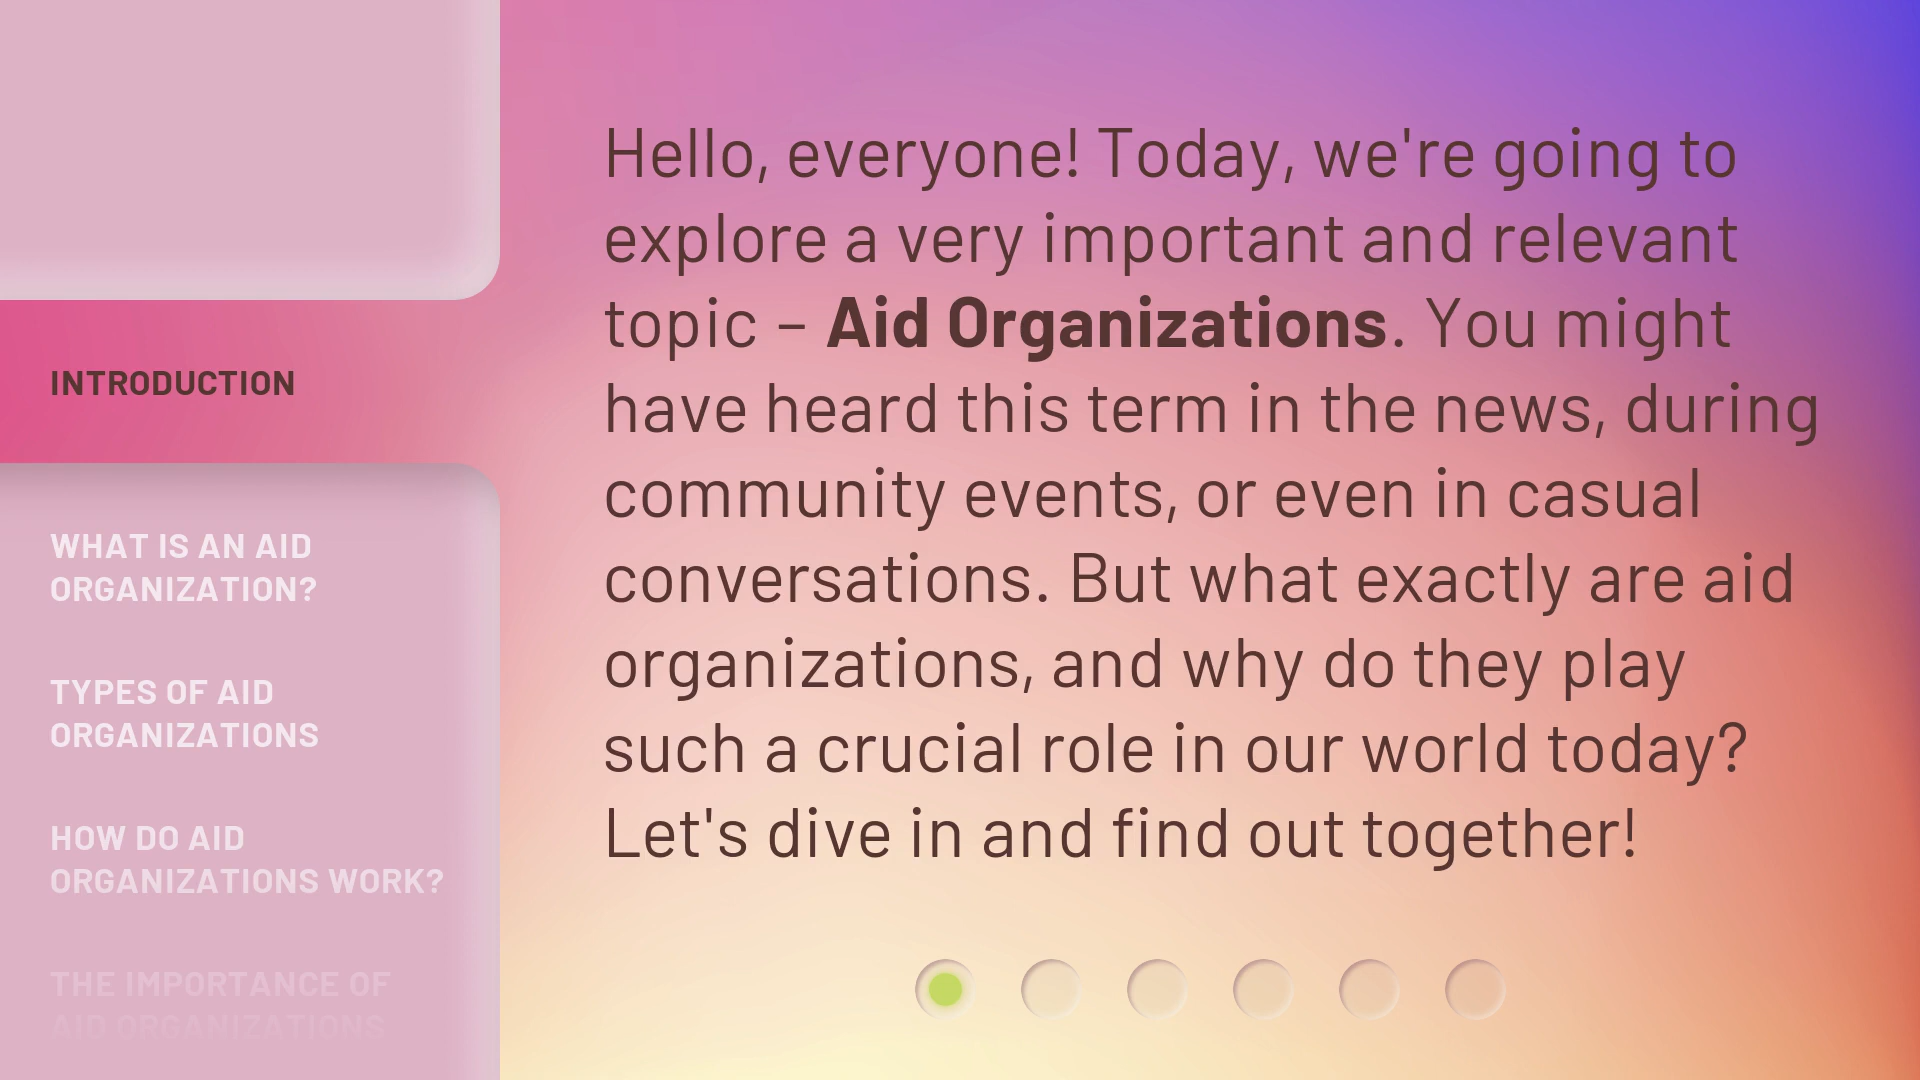 INTRODUCTION
WHAT IS AN AID
ORGANIZATION?
TYPES OF AID
ORGANIZATIONS
HOW DO AID
ORGANIZATIONS WORK?
THE IMPORTANCE OF
AID ORGANIZATIONS
Hello, everyone! Today, we're going to
explore a very important and relevant
topic – Aid Organizations. You might
have heard this term in the news, during
community events, or even in casual
conversations. But what exactly are aid
organizations, and why do they play
such a crucial role in our world today?
Let's dive in and find out together!